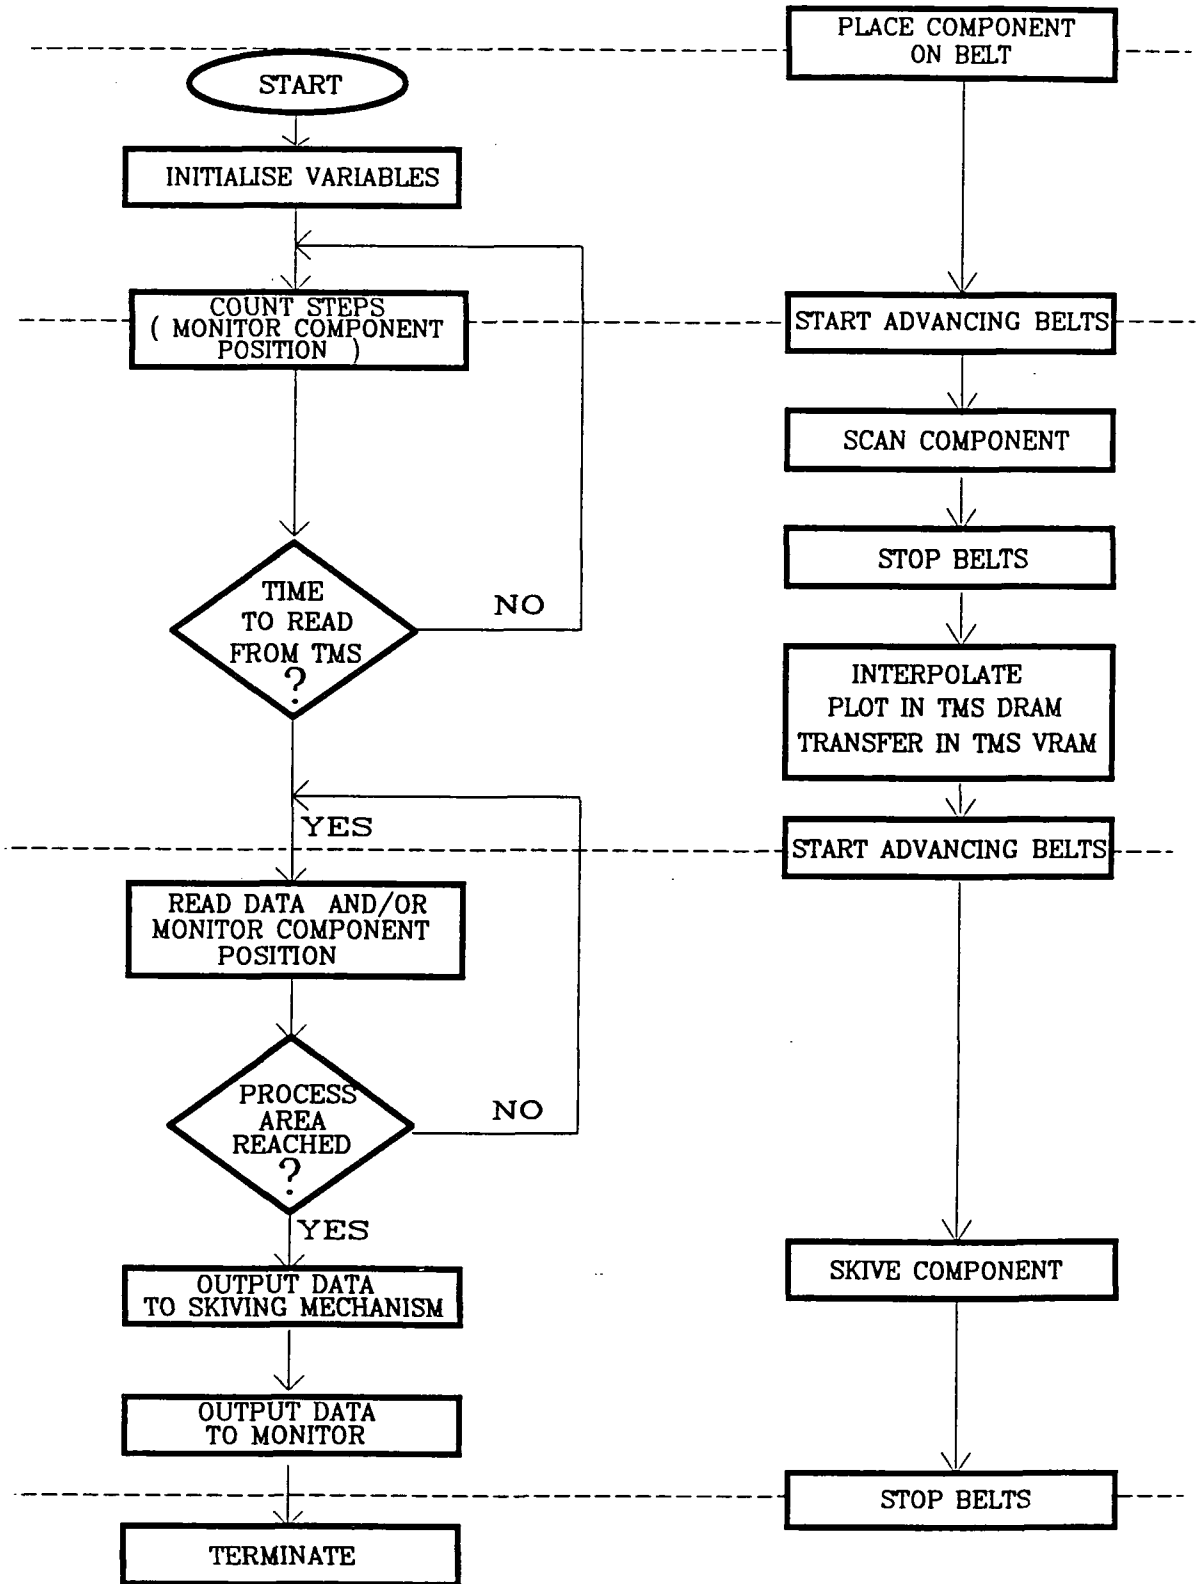 START
INITIALISE VARIABLES
COUNT STEPS
( MONITOR COMPONENT
POSITION )
TIME
TO READ
FROM TMS
?
NO
YES
READ DATA AND/OR
MONITOR COMPONENT
POSITION
PROCESS
AREA
REACHED
?
NO
YES
OUTPUT DATA
TO SKIVING MECHANISM
OUTPUT DATA
TO MONITOR
TERMINATE
PLACE COMPONENT
ON BELT
START ADVANCING BELTS
SCAN COMPONENT
STOP BELTS
INTERPOLATE
PLOT IN TMS DRAM
TRANSFER IN TMS VRAM
START ADVANCING BELTS
SKIVE COMPONENT
STOP BELTS